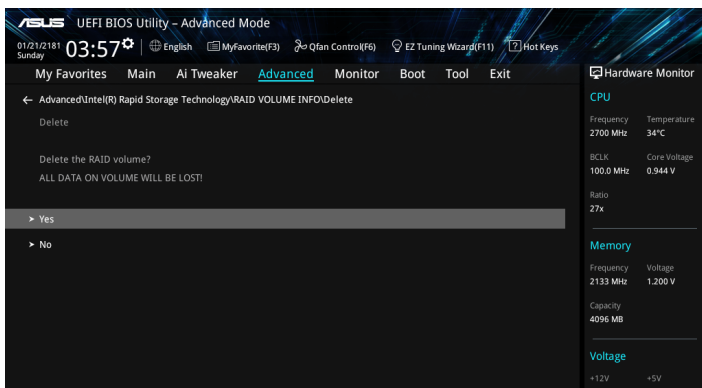 ASUS UEFI BIOS Utility – Advanced Mode
01/21/2181 Sunday 03:57 English MyFavorite(F3) Qfan Control(F6) EZ Tuning Wizard(F11) ? Hot Keys
My Favorites Main Ai Tweaker Advanced Monitor Boot Tool Exit
Advanced\Intel(R) Rapid Storage Technology\RAID VOLUME INFO\Delete
Delete
Delete the RAID volume?
ALL DATA ON VOLUME WILL BE LOST!
Yes
No
Hardware Monitor
CPU
Frequency Temperature
2700 MHz 34°C
BCLK Core Voltage
100.0 MHz 0.944 V
Ratio
27x
Memory
Frequency Voltage
2133 MHz 1.200 V
Capacity
4096 MB
Voltage
+12V +5V